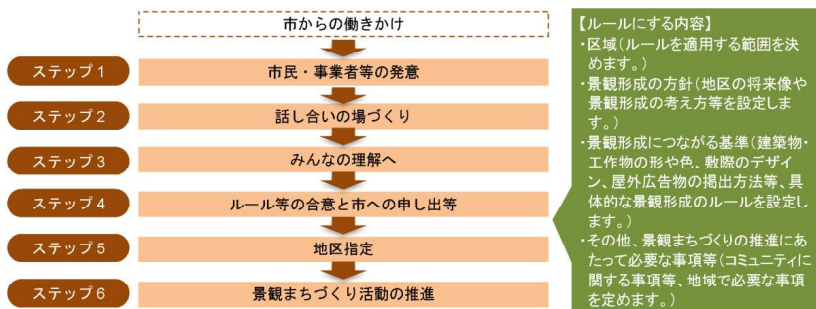 市からの働きかけ
ステップ1
市民・事業者等の発意
ステップ2
話し合いの場づくり
ステップ3
みんなの理解へ
ステップ4
ルール等の合意と市への申し出等
ステップ5
地区指定
ステップ6
景観まちづくり活動の推進
【ルールにする内容】
・区域(ルールを適用する範囲を決
めます。)
・景観形成の方針(地区の将来像や
景観形成の考え方等を設定しま
す。)
・景観形成につながる基準(建築物・
工作物の形や色、敷際のデザイ
ン、屋外広告物の掲出方法等、具
体的な景観形成のルールを設定し
ます。)
・その他、景観まちづくりの推進にあ
たって必要な事項等(コミュニティに
関する事項等、地域で必要な事項
を定めます。)